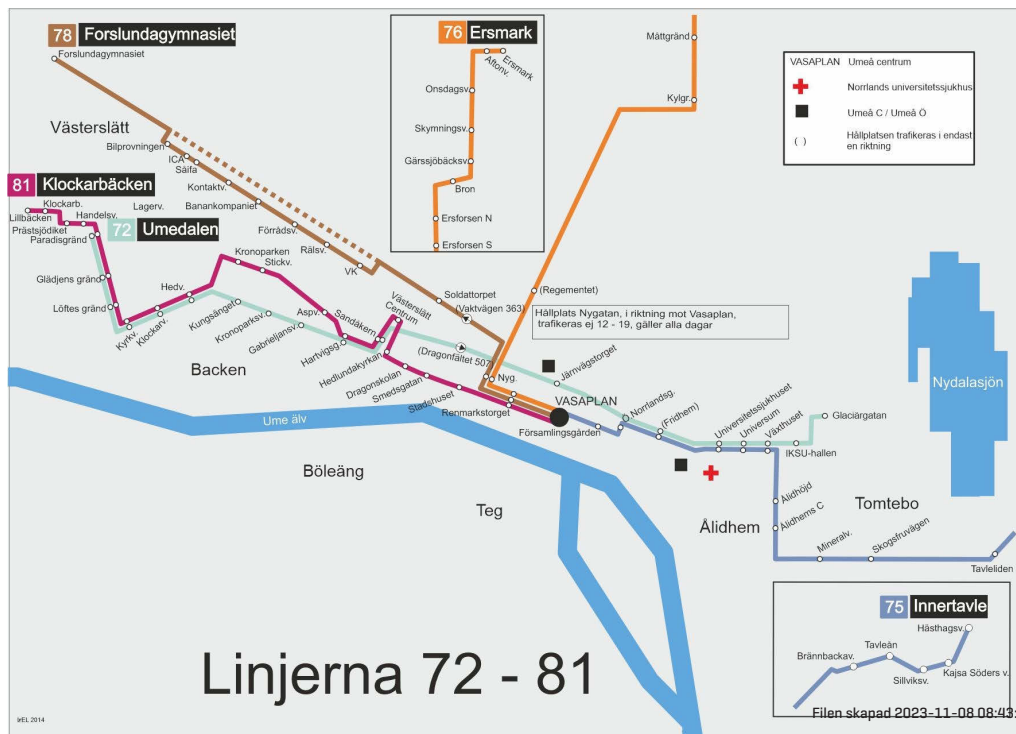 78 Forslundagymnasiet
Forslundagymnasiet
Västerslätt
Bilprovningen
ICA
Säifa
Kontaktv.
Banankompaniet
Förrådsv.
Rälsv.
VK
Soldattorpet
(Vaktvägen 363)
76 Ersmark
Ersmark
Aftonv.
Onsdagsv.
Skymningsv.
Gärssjöbäcksv.
Bron
Ersforsen N
Ersforsen S
Mättgränd
Kylgr.
(Regementet)
VASAPLAN Umeå centrum
Norrlands universitetssjukhus
Umeå C / Umeå Ö
( ) Hållplatsen trafikeras i endast
en riktning
81 Klockarbäcken
Klockarb.
Lillbäcken
Handelsv.
Prästsjödiket
Paradisgränd
Lagerv.
72 Umedalen
Glädjens gränd
Löftes gränd
Kyrkv.
Klockarv.
Hedv.
Kronoparken
Stickv.
Kungsänget
Kronoparksv.
Gabrieljansv.
Aspv.
Hartvigsg.
Sandåkern
Västerslätt
Centrum
Hedlundakyrkan
(Dragonfältet 507)
Dragonskolan
Smedsgatan
Stadshuset
Renmarkstorget
Nyg.
VASAPLAN
Hållplats Nygatan, i riktning mot Vasaplan,
trafikeras ej 12 - 19, gäller alla dagar
Järnvägstorget
Norrlandsg.
(Fridhem)
Församlingsgården
Universitetssjukhuset
Universum
Växthuset
IKSU-hallen
Glaciärgatan
Nydalasjön
Backen
Ume älv
Böleäng
Teg
Ålidhem
Ålidhöjd
Ålidhems C
Tomtebo
Mineralv.
Skogsfruvägen
Tavleliden
75 Innertavle
Hästhagsv.
Tavleån
Brännbackav.
Sillviksv.
Kajsa Söders v.
Linjerna 72 - 81
IrEL 2014
Filen skapad 2023-11-08 08:43: